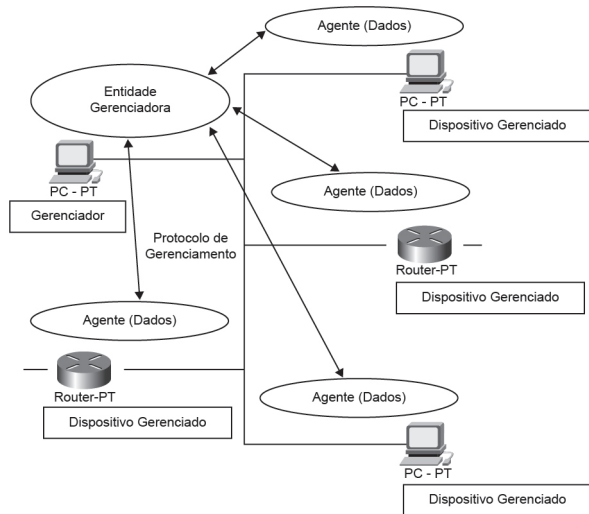 Agente (Dados)
Entidade
Gerenciadora
PC - PT
Dispositivo Gerenciado
PC - PT
Gerenciador
Agente (Dados)
Protocolo de
Gerenciamento
Router-PT
Dispositivo Gerenciado
Agente (Dados)
Router-PT
Dispositivo Gerenciado
Agente (Dados)
PC - PT
Dispositivo Gerenciado